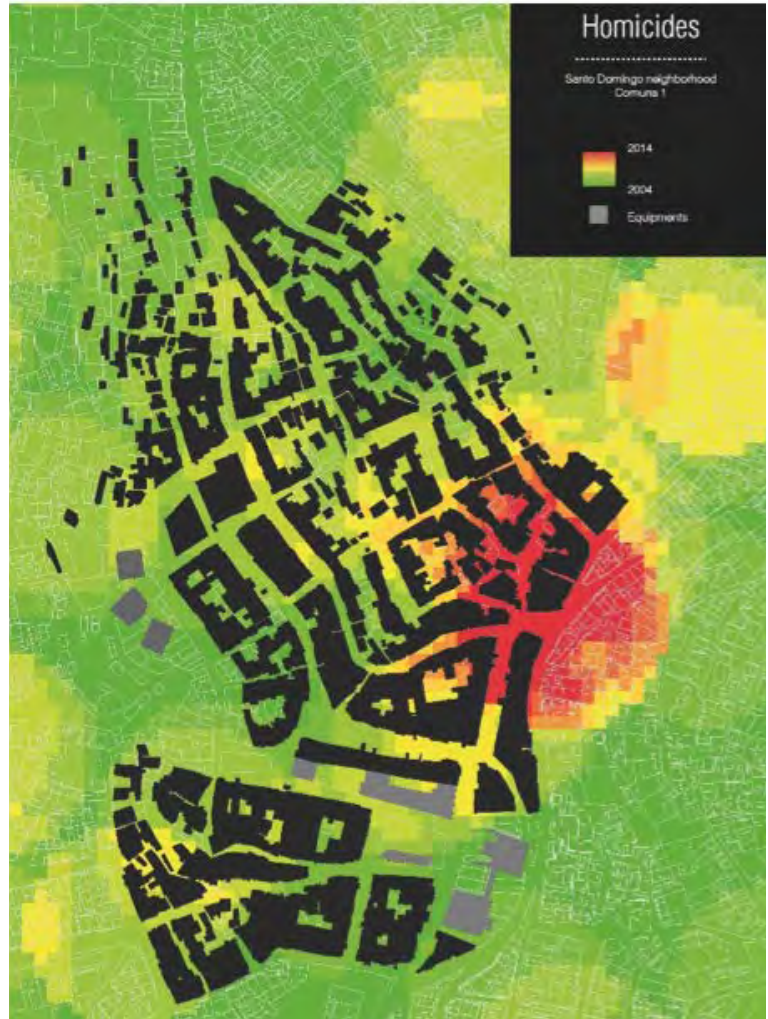 Homicides
Santo Domingo neighborhood
Comuna 1
2014
2004
Equipments